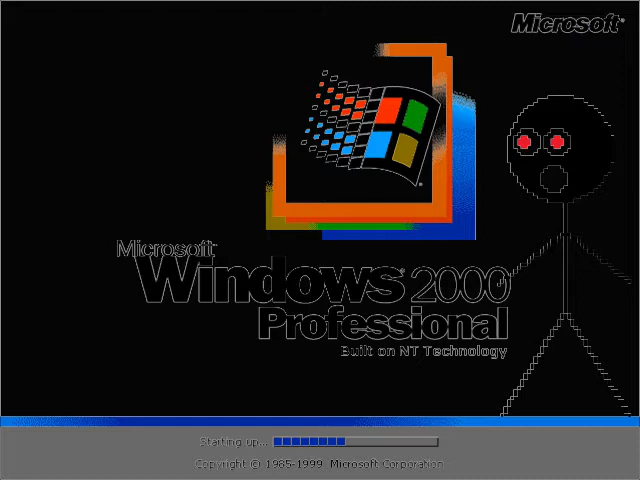 Microsoft®
Microsoft®
Windows® 2000
Professional
Built on NT Technology
Starting up...
Copyright © 1985-1999 Microsoft Corporation